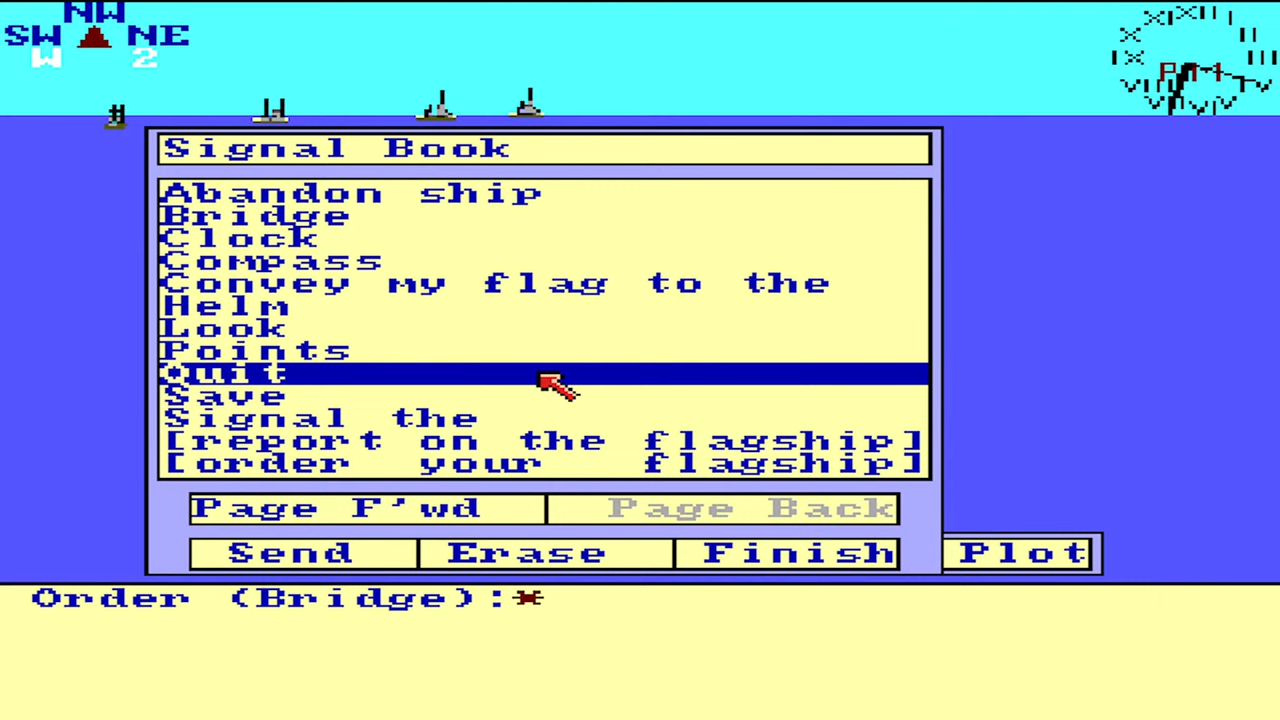 NW
SW NE
W 2
Signal Book
Abandon ship
Bridge
Clock
Compass
Convey my flag to the
Helm
Look
Points
Quit
Save
Signal the
[report on the flagship]
[order your flagship]
Page F'wd Page Back
Send Erase Finish Plot
Order (Bridge):*